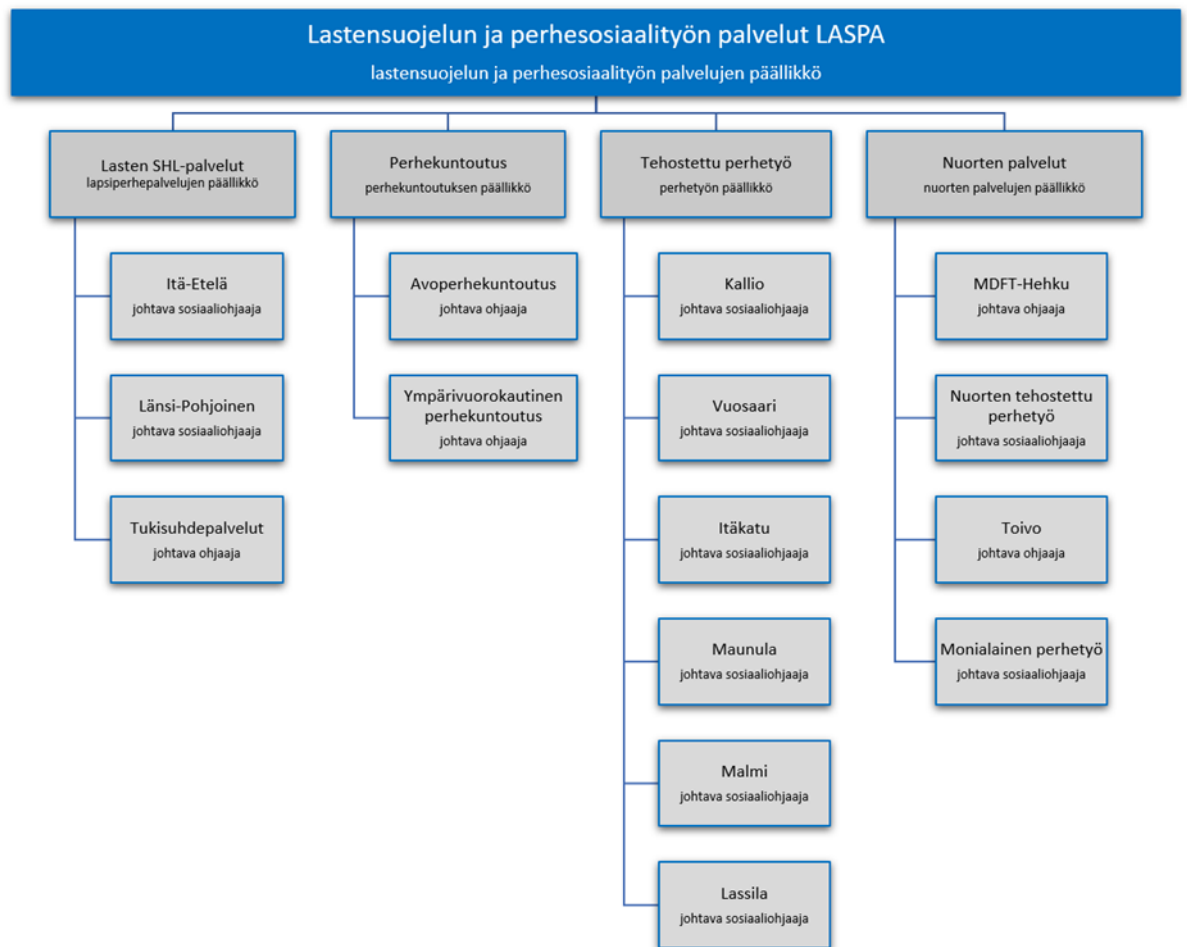 Lastensuojelun ja perhesosiaalityön palvelut LASPA
lastensuojelun ja perhesosiaalityön palvelujen päällikkö
Lasten SHL-palvelut
lapsiperhepalvelujen päällikkö
Itä-Etelä
johtava sosiaaliohjaaja
Länsi-Pohjoinen
johtava sosiaaliohjaaja
Tukisuhdepalvelut
johtava ohjaaja
Perhekuntoutus
perhekuntoutuksen päällikkö
Avoperhekuntoutus
johtava ohjaaja
Ympärivuorokautinen
perhekuntoutus
johtava ohjaaja
Tehostettu perhetyö
perhetyön päällikkö
Kallio
johtava sosiaaliohjaaja
Vuosaari
johtava sosiaaliohjaaja
Itäkatu
johtava sosiaaliohjaaja
Maunula
johtava sosiaaliohjaaja
Malmi
johtava sosiaaliohjaaja
Lassila
johtava sosiaaliohjaaja
Nuorten palvelut
nuorten palvelujen päällikkö
MDFT-Hehku
johtava ohjaaja
Nuorten tehostettu
perhetyö
johtava sosiaaliohjaaja
Toivo
johtava ohjaaja
Monialainen perhetyö
johtava sosiaaliohjaaja